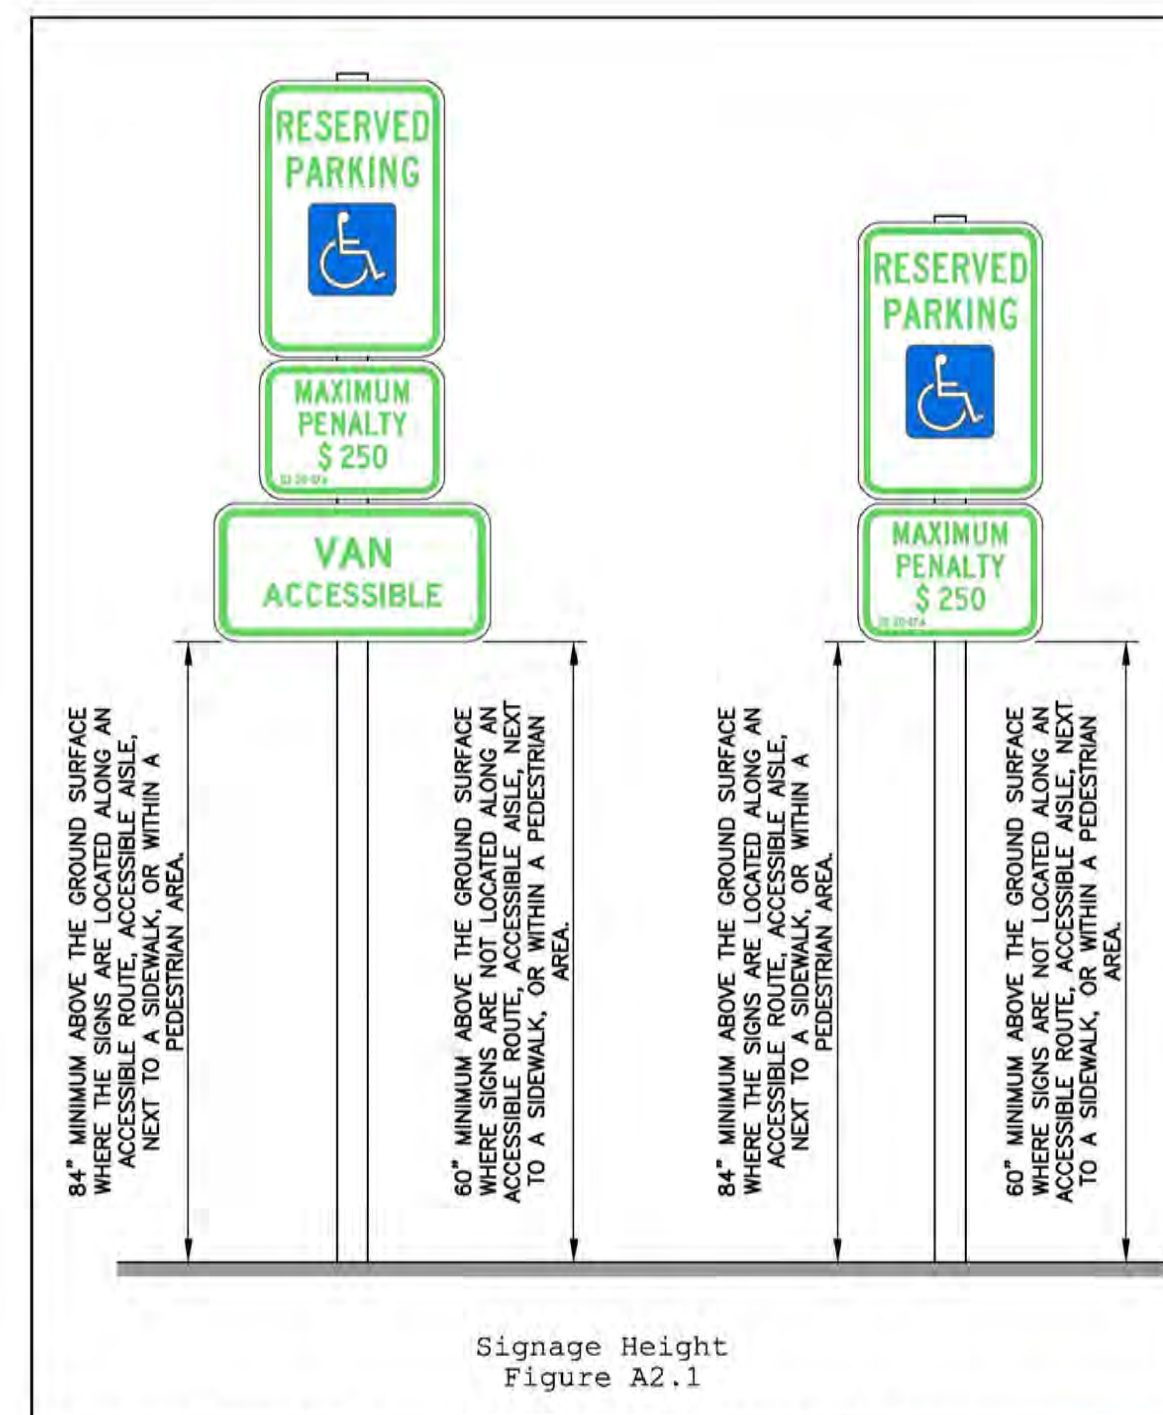 RESERVED
PARKING
MAXIMUM
PENALTY
$ 250
VAN
ACCESSIBLE
RESERVED
PARKING
MAXIMUM
PENALTY
$ 250
84" MINIMUM ABOVE THE GROUND SURFACE
WHERE THE SIGNS ARE LOCATED ALONG AN
ACCESSIBLE ROUTE, ACCESSIBLE AISLE,
NEXT TO A SIDEWALK, OR WITHIN A
PEDESTRIAN AREA.
60" MINIMUM ABOVE THE GROUND SURFACE
WHERE SIGNS ARE NOT LOCATED ALONG AN
ACCESSIBLE ROUTE, ACCESSIBLE AISLE, NEXT
TO A SIDEWALK, OR WITHIN A PEDESTRIAN
AREA.
84" MINIMUM ABOVE THE GROUND SURFACE
WHERE THE SIGNS ARE LOCATED ALONG AN
ACCESSIBLE ROUTE, ACCESSIBLE AISLE,
NEXT TO A SIDEWALK, OR WITHIN A
PEDESTRIAN AREA.
60" MINIMUM ABOVE THE GROUND SURFACE
WHERE SIGNS ARE NOT LOCATED ALONG AN
ACCESSIBLE ROUTE, ACCESSIBLE AISLE, NEXT
TO A SIDEWALK, OR WITHIN A PEDESTRIAN
AREA.
Signage Height
Figure A2.1